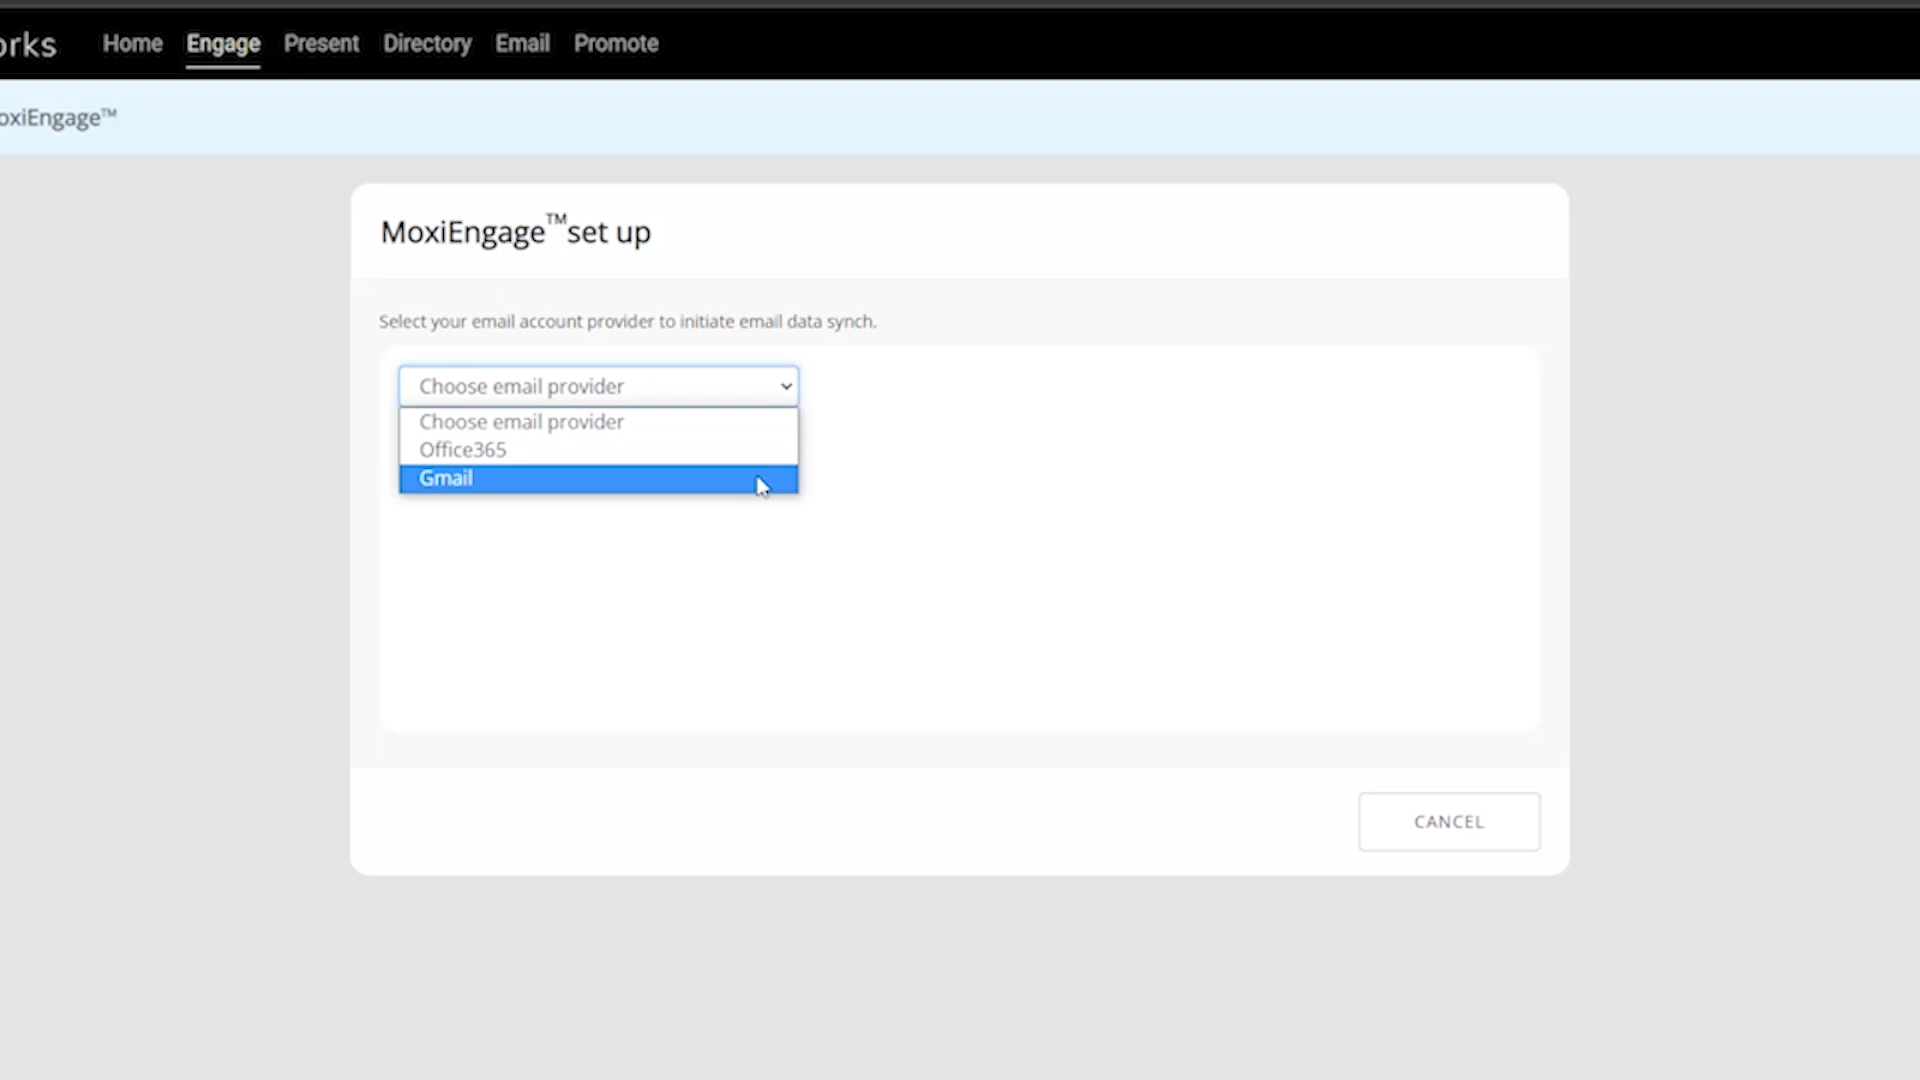 orks Home Engage Present Directory Email Promote
oxiEngage™
MoxiEngage™set up
Select your email account provider to initiate email data synch.
Choose email provider
Choose email provider
Office365
Gmail
CANCEL